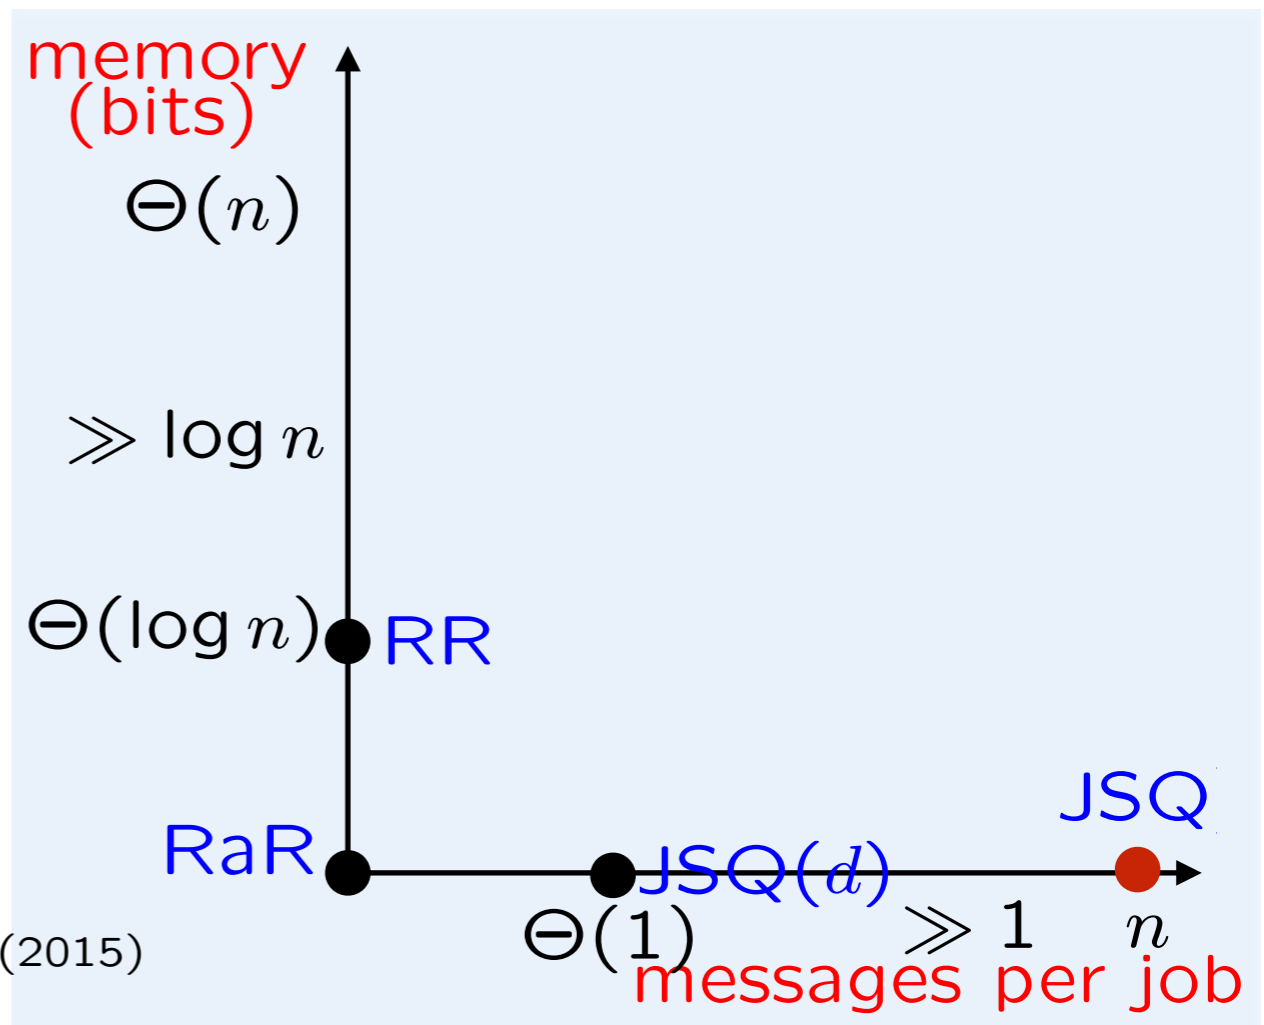 memory
(bits)
Θ(n)
≫ log n
Θ(log n)
RR
JSQ
RaR
JSQ(d)
Θ(1)
≫ 1
n
(2015)
messages per job